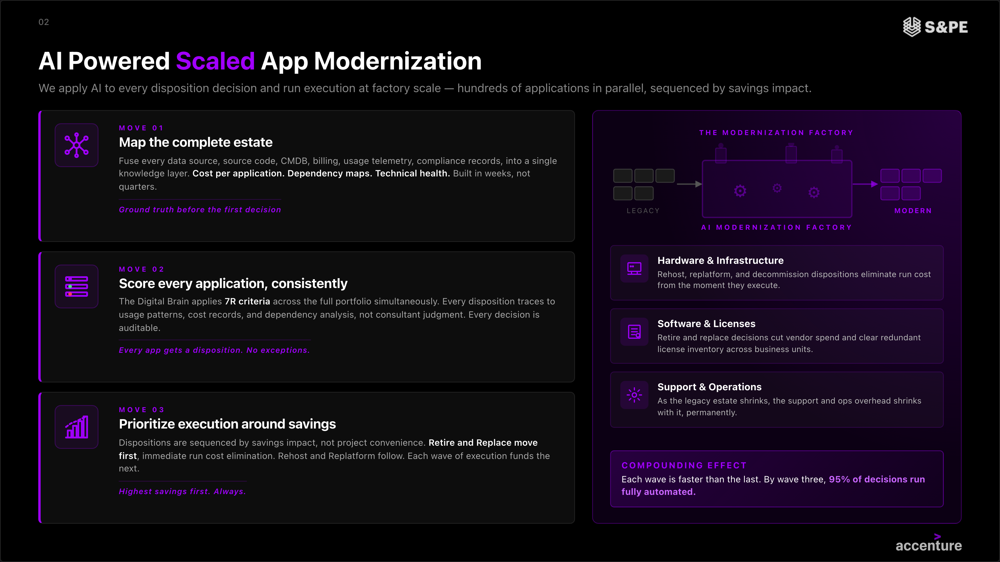 02
S&PE
AI Powered Scaled App Modernization
We apply AI to every disposition decision and run execution at factory scale — hundreds of applications in parallel, sequenced by savings impact.
MOVE 01
Map the complete estate
Fuse every data source, source code, CMDB, billing, usage telemetry, compliance records, into a single
knowledge layer. Cost per application. Dependency maps. Technical health. Built in weeks, not
quarters.
Ground truth before the first decision
MOVE 02
Score every application, consistently
The Digital Brain applies 7R criteria across the full portfolio simultaneously. Every disposition traces to
usage patterns, cost records, and dependency analysis, not consultant judgment. Every decision is
auditable.
Every app gets a disposition. No exceptions.
MOVE 03
Prioritize execution around savings
Dispositions are sequenced by savings impact, not project convenience. Retire and Replace move
first, immediate run cost elimination. Rehost and Replatform follow. Each wave of execution funds the
next.
Highest savings first. Always.
THE MODERNIZATION FACTORY
LEGACY
MODERN
AI MODERNIZATION FACTORY
Hardware & Infrastructure
Rehost, replatform, and decommission dispositions eliminate run cost
from the moment they execute.
Software & Licenses
Retire and replace decisions cut vendor spend and clear redundant
license inventory across business units.
Support & Operations
As the legacy estate shrinks, the support and ops overhead shrinks
with it, permanently.
COMPOUNDING EFFECT
Each wave is faster than the last. By wave three, 95% of decisions run
fully automated.
accenture